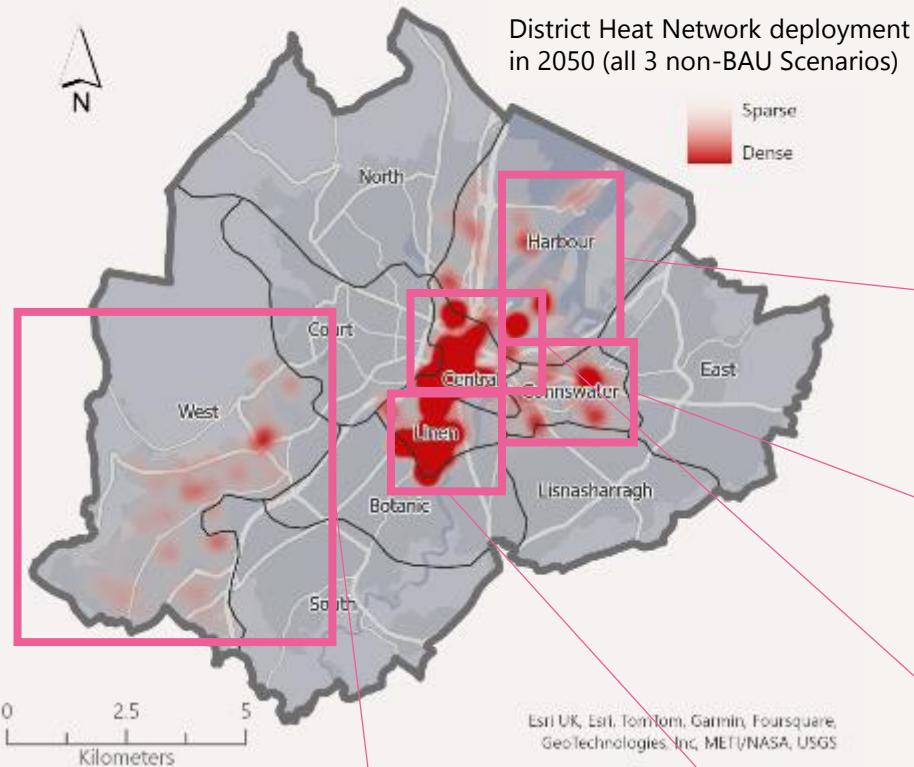 District Heat Network deployment
in 2050 (all 3 non-BAU Scenarios)
N
Sparse
Dense
North
Harbour
Court
Central
Connswater
East
West
Linen
Lisnasharragh
Botanic
South
0 2.5 5
Kilometers
Esri UK, Esri, TomTom, Garmin, Foursquare,
GeoTechnologies, Inc, METI/NASA, USGS